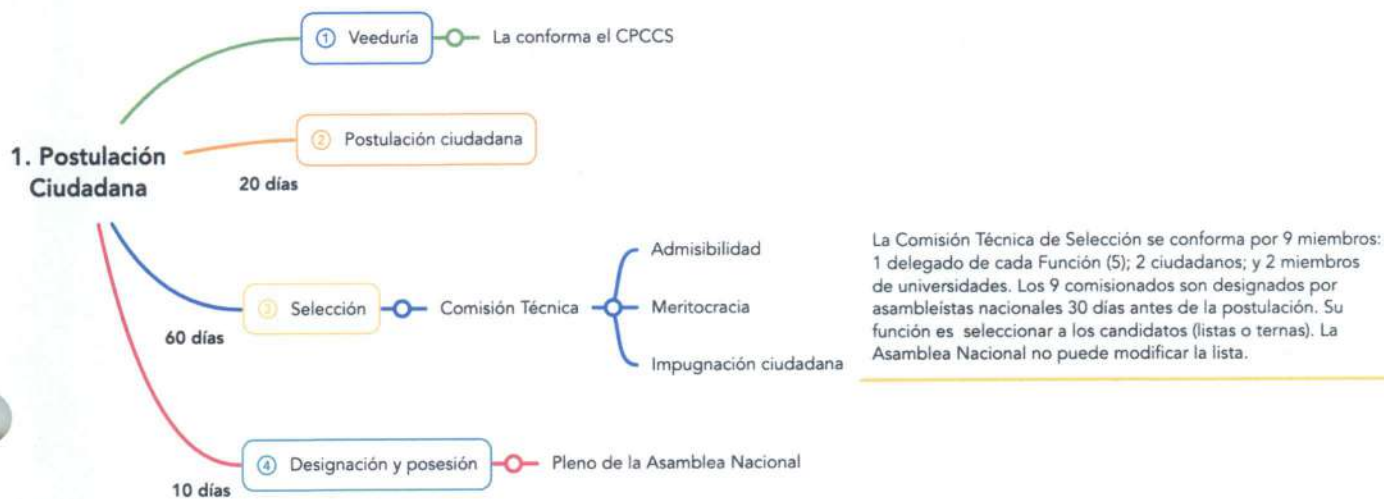 ① Veeduría
La conforma el CPCCS
② Postulación ciudadana
1. Postulación
Ciudadana
20 días
③ Selección
Comisión Técnica
Admisibilidad
Meritocracia
Impugnación ciudadana
60 días
La Comisión Técnica de Selección se conforma por 9 miembros:
1 delegado de cada Función (5); 2 ciudadanos; y 2 miembros
de universidades. Los 9 comisionados son designados por
asambleístas nacionales 30 días antes de la postulación. Su
función es seleccionar a los candidatos (listas o ternas). La
Asamblea Nacional no puede modificar la lista.
④ Designación y posesión
Pleno de la Asamblea Nacional
10 días